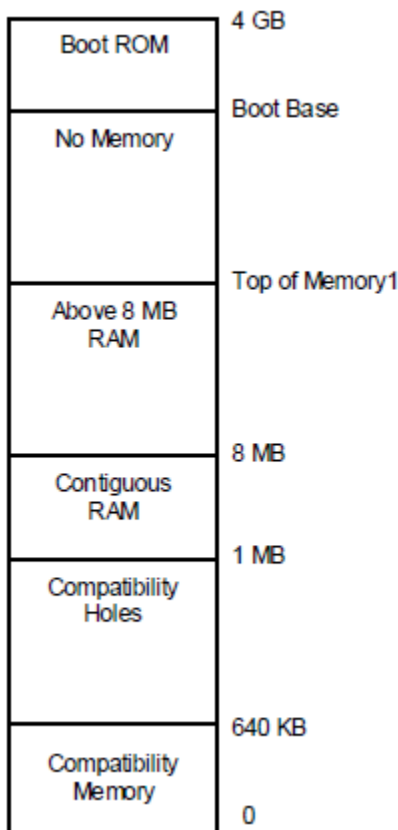 4 GB
Boot ROM
Boot Base
No Memory
Top of Memory1
Above 8 MB
RAM
8 MB
Contiguous
RAM
1 MB
Compatibility
Holes
640 KB
Compatibility
Memory
0